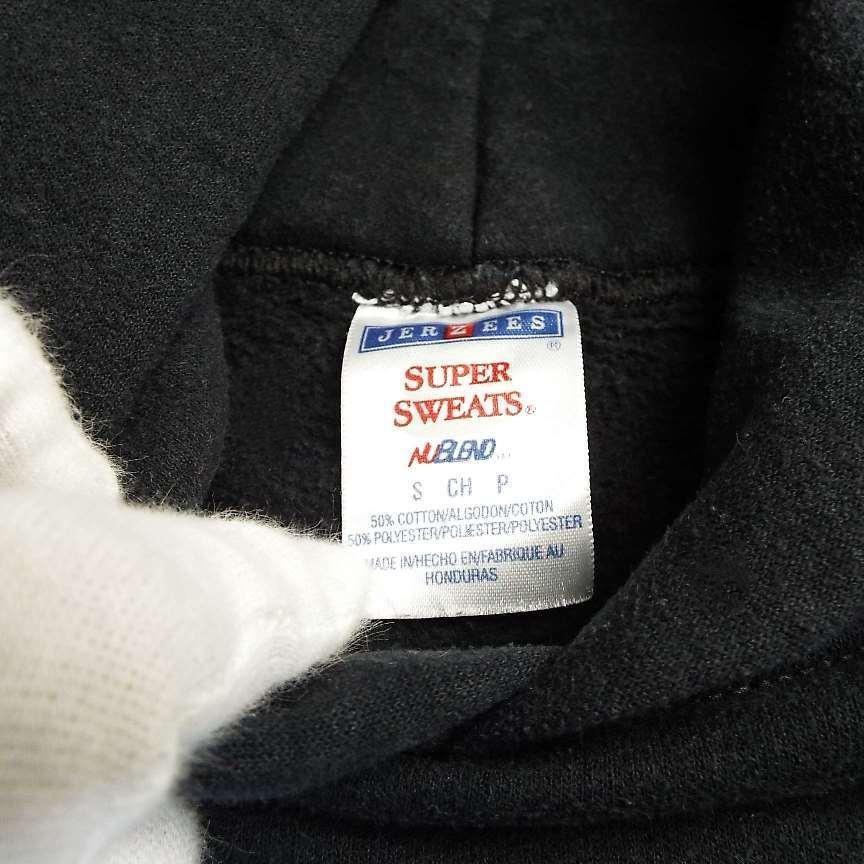 JERZEES
®
SUPER
SWEATS®
NUBLEND
S CH P
50% COTTON/ALGODON/COTON
50% POLYESTER/POLIESTER/POLYESTER
MADE IN/HECHO EN/FABRIQUE AU
HONDURAS